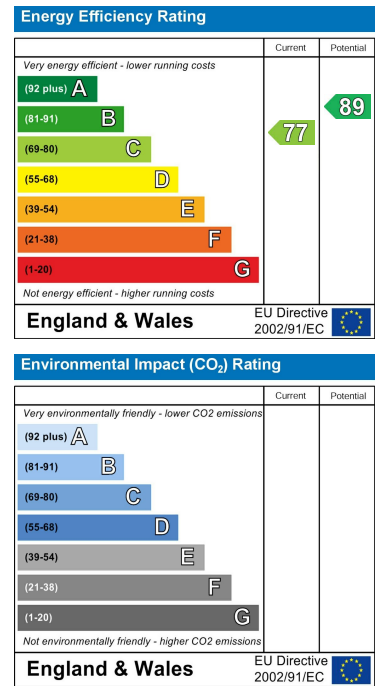 Energy Efficiency Rating
Current Potential
Very energy efficient - lower running costs
(92 plus) A
(81-91) B
(69-80) C
(55-68) D
(39-54) E
(21-38) F
(1-20) G
77
89
Not energy efficient - higher running costs
England & Wales
EU Directive
2002/91/EC
Environmental Impact (CO₂) Rating
Current Potential
Very environmentally friendly - lower CO2 emissions
(92 plus) A
(81-91) B
(69-80) C
(55-68) D
(39-54) E
(21-38) F
(1-20) G
Not environmentally friendly - higher CO2 emissions
England & Wales
EU Directive
2002/91/EC